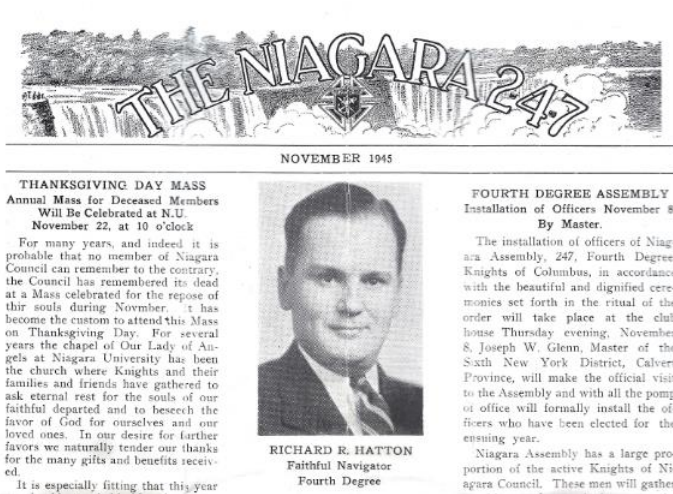 THE NIAGARA 247
NOVEMBER 1945
THANKSGIVING DAY MASS
Annual Mass for Deceased Members
Will Be Celebrated at N.U.
November 22, at 10 o'clock
For many years, and indeed it is
probable that no member of Niagara
Council can remember to the contrary,
the Council has remembered its dead
at a Mass celebrated for the repose of
thir souls during Novmber. It has
become the custom to attend this Mass
on Thanksgiving Day. For several
years the chapel of Our Lady of An-
gels at Niagara University has been
the church where Knights and their
families and friends have gathered to
ask eternal rest for the souls of our
faithful departed and to beseech the
favor of God for ourselves and our
loved ones. In our desire for further
favors we naturally tender our thanks
for the many gifts and benefits receiv-
ed.
It is especially fitting that this year
RICHARD R. HATTON
Faithful Navigator
Fourth Degree
FOURTH DEGREE ASSEMBLY
Installation of Officers November 8
By Master.
The installation of officers of Niag-
ara Assembly, 247, Fourth Degree
Knights of Columbus, in accordance
with the beautiful and dignified cere-
monies set forth in the ritual of the
order will take place at the club
house Thursday evening, November
8, Joseph W. Glenn, Master of the
Sixth New York District, Calvert
Province, will make the official visit
to the Assembly and with all the pomp
of office will formally install the of-
ficers who have been elected for the
ensuing year.
Niagara Assembly has a large pro-
portion of the active Knights of Ni-
agara Council. These men will gather